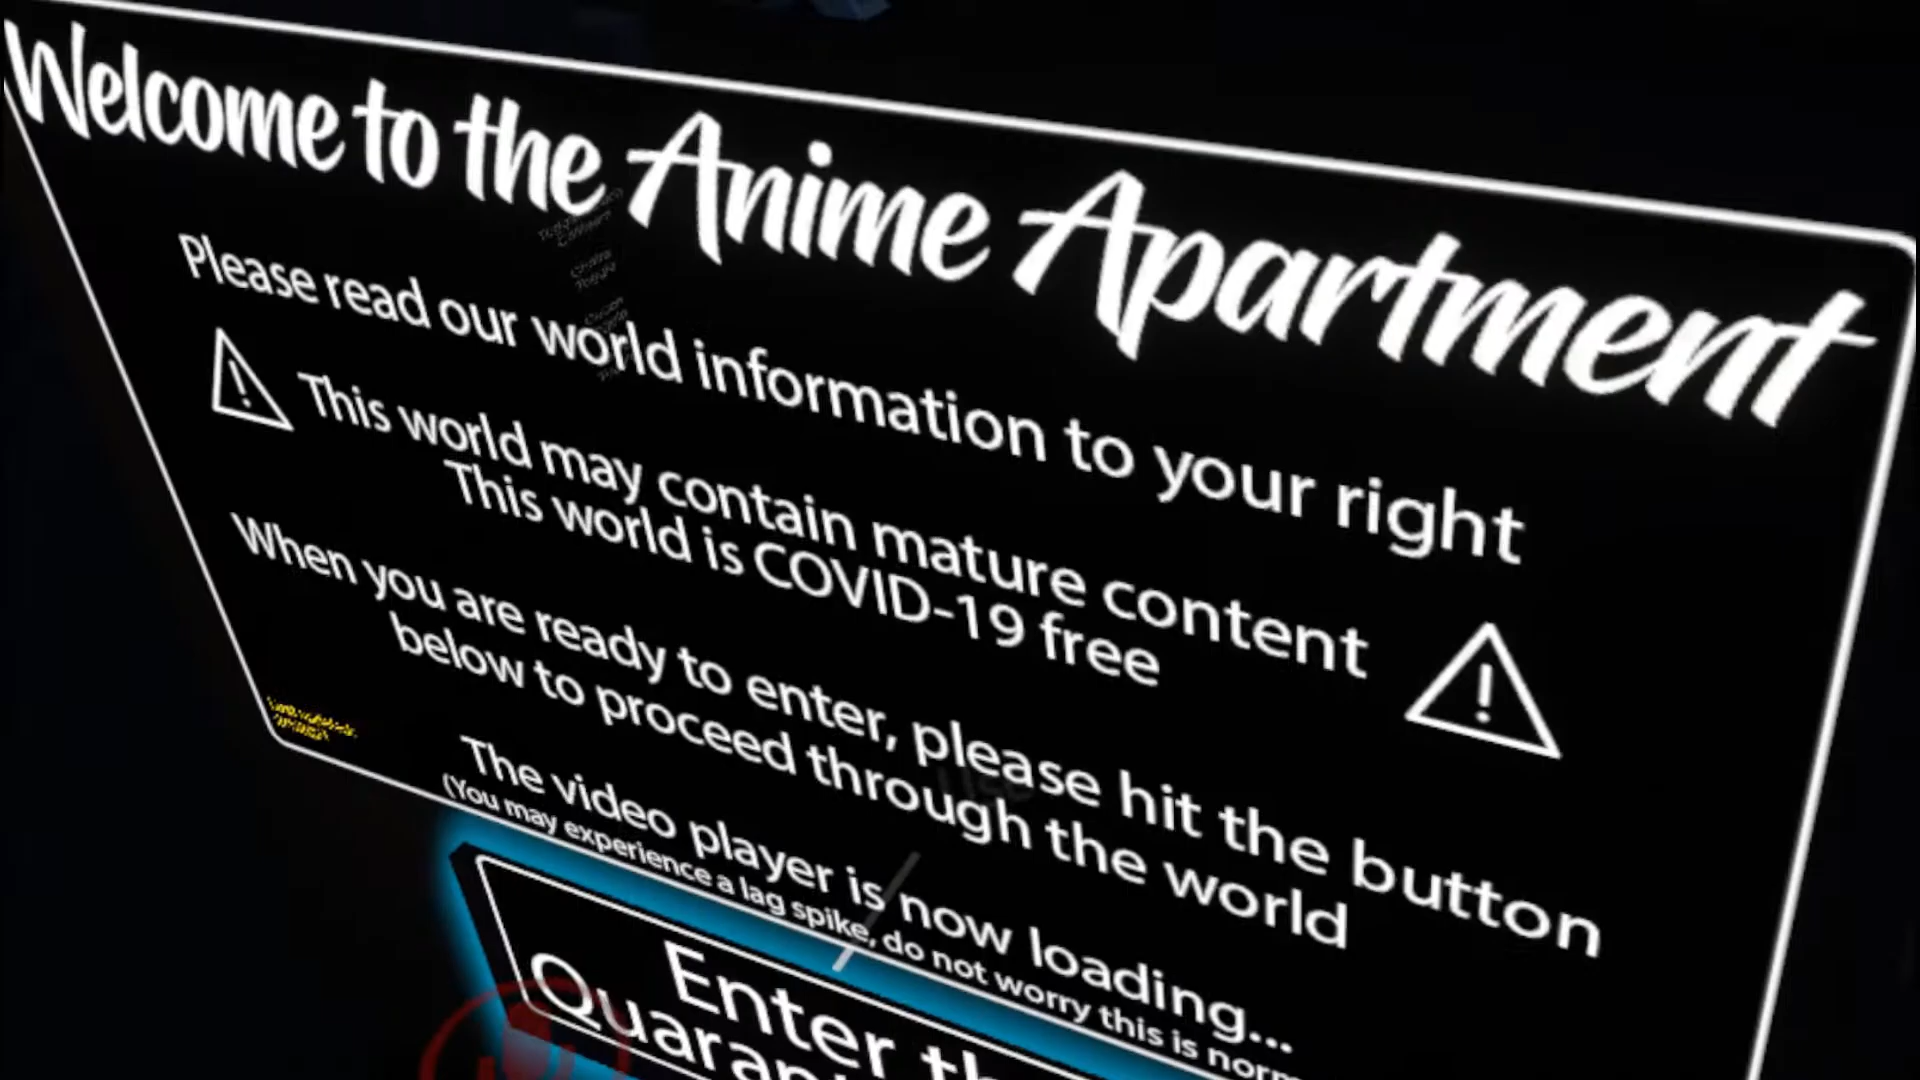 Welcome to the Anime Apartment
Please read our world information to your right
This world may contain mature content
This world is COVID-19 free
When you are ready to enter, please hit the button
below to proceed through the world
The video player is now loading...
(You may experience a lag spike, do not worry this is
Enter